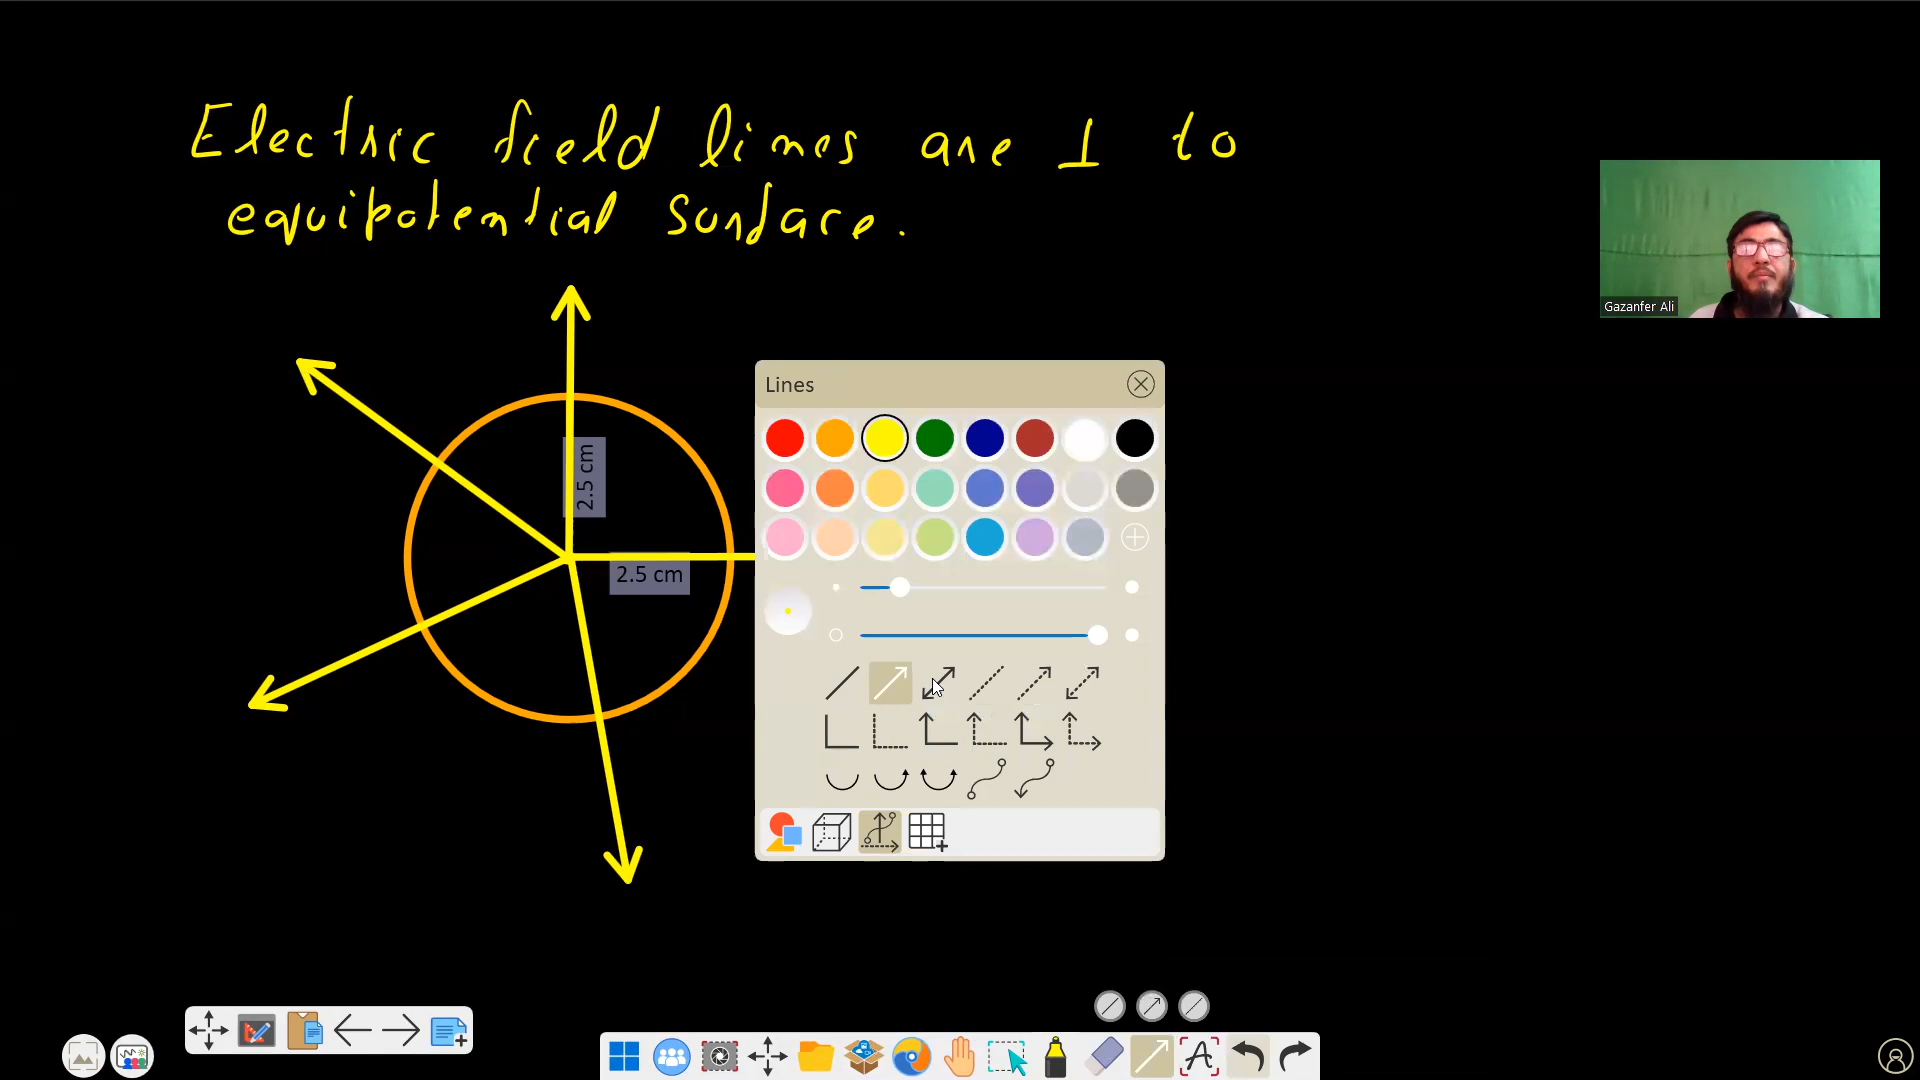 Electric field lines are ⊥ to
equipotential surface.
Gazanfer Ali
Lines
2.5 cm
2.5 cm